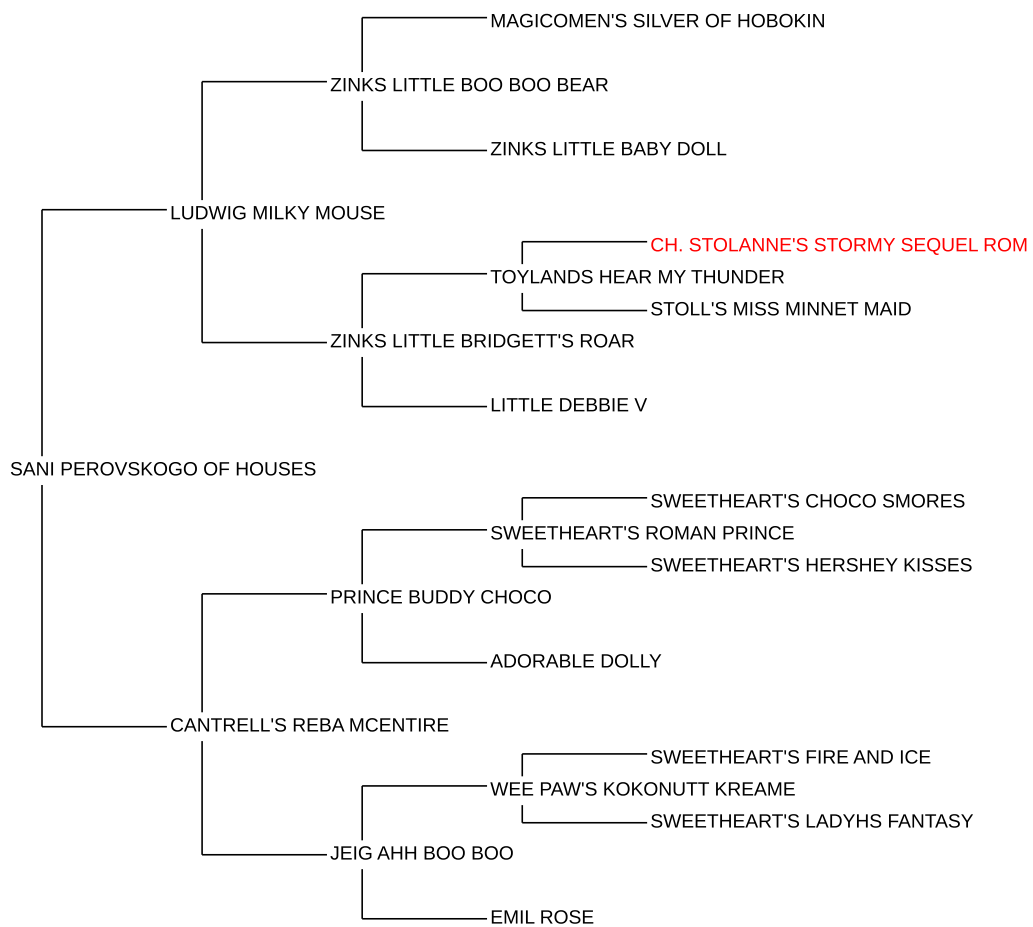 MAGICOMEN'S SILVER OF HOBOKIN
ZINKS LITTLE BOO BOO BEAR
ZINKS LITTLE BABY DOLL
LUDWIG MILKY MOUSE
CH. STOLANNE'S STORMY SEQUEL ROM
TOYLANDS HEAR MY THUNDER
STOLL'S MISS MINNET MAID
ZINKS LITTLE BRIDGETT'S ROAR
LITTLE DEBBIE V
SANI PEROVSKOGO OF HOUSES
SWEETHEART'S CHOCO SMORES
SWEETHEART'S ROMAN PRINCE
SWEETHEART'S HERSHEY KISSES
PRINCE BUDDY CHOCO
ADORABLE DOLLY
CANTRELL'S REBA MCENTIRE
SWEETHEART'S FIRE AND ICE
WEE PAW'S KOKONUTT KREAME
SWEETHEART'S LADYHS FANTASY
JEIG AHH BOO BOO
EMIL ROSE